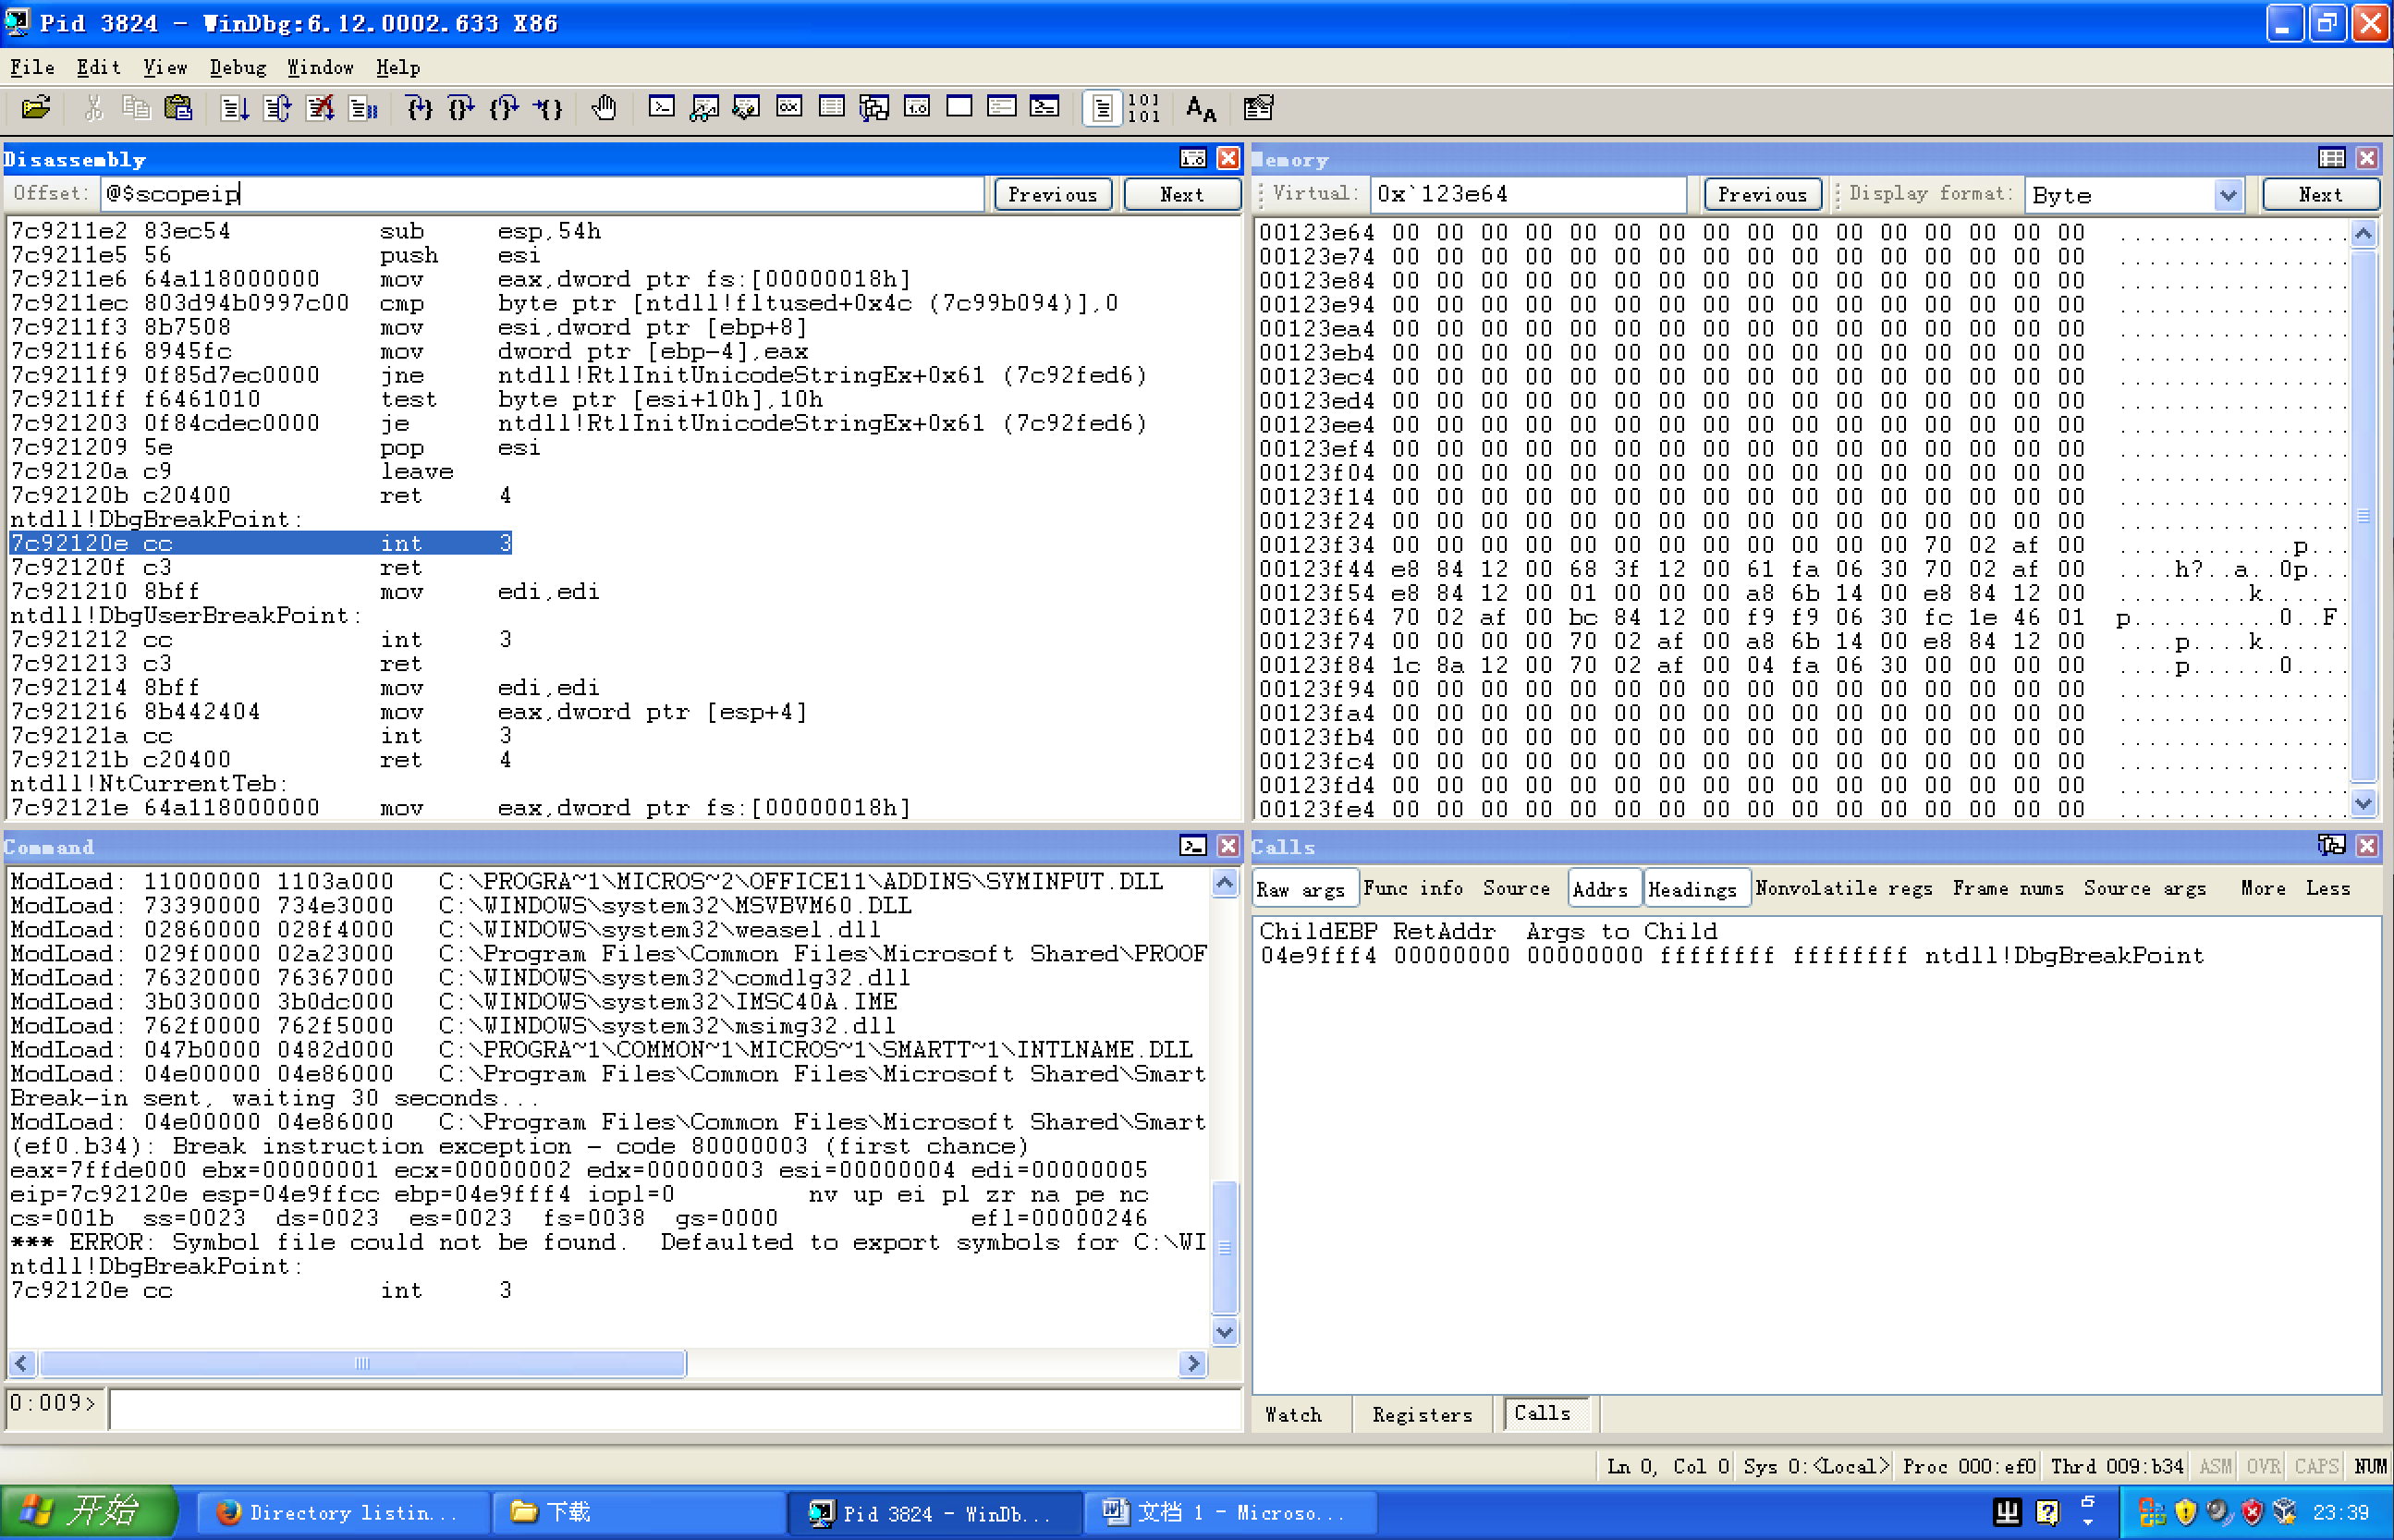 Pid 3824 - WinDbg:6.12.0002.633 X86
File Edit View Debug Window Help
Disassembly
Offset: @$scopeip Previous Next
7c9211e2 83ec54 sub esp,54h
7c9211e5 56 push esi
7c9211e6 64a118000000 mov eax,dword ptr fs:[00000018h]
7c9211ec 803d94b0997c00 cmp byte ptr [ntdll!fltused+0x4c (7c99b094)],0
7c9211f3 8b7508 mov esi,dword ptr [ebp+8]
7c9211f6 8945fc mov dword ptr [ebp-4],eax
7c9211f9 0f85d7ec0000 jne ntdll!RtlInitUnicodeStringEx+0x61 (7c92fed6)
7c9211ff f6461010 test byte ptr [esi+10h],10h
7c921203 0f84cdec0000 je ntdll!RtlInitUnicodeStringEx+0x61 (7c92fed6)
7c921209 5e pop esi
7c92120a c9 leave
7c92120b c20400 ret 4
ntdll!DbgBreakPoint:
7c92120e cc int 3
7c92120f c3 ret
7c921210 8bff mov edi,edi
ntdll!DbgUserBreakPoint:
7c921212 cc int 3
7c921213 c3 ret
7c921214 8bff mov edi,edi
7c921216 8b442404 mov eax,dword ptr [esp+4]
7c92121a cc int 3
7c92121b c20400 ret 4
ntdll!NtCurrentTeb:
7c92121e 64a118000000 mov eax,dword ptr fs:[00000018h]
Memory
Virtual: 0x`123e64 Previous Display format: Byte Next
00123e64 00 00 00 00 00 00 00 00 00 00 00 00 00 00 00 00 ................
00123e74 00 00 00 00 00 00 00 00 00 00 00 00 00 00 00 00 ................
00123e84 00 00 00 00 00 00 00 00 00 00 00 00 00 00 00 00 ................
00123e94 00 00 00 00 00 00 00 00 00 00 00 00 00 00 00 00 ................
00123ea4 00 00 00 00 00 00 00 00 00 00 00 00 00 00 00 00 ................
00123eb4 00 00 00 00 00 00 00 00 00 00 00 00 00 00 00 00 ................
00123ec4 00 00 00 00 00 00 00 00 00 00 00 00 00 00 00 00 ................
00123ed4 00 00 00 00 00 00 00 00 00 00 00 00 00 00 00 00 ................
00123ee4 00 00 00 00 00 00 00 00 00 00 00 00 00 00 00 00 ................
00123ef4 00 00 00 00 00 00 00 00 00 00 00 00 00 00 00 00 ................
00123f04 00 00 00 00 00 00 00 00 00 00 00 00 00 00 00 00 ................
00123f14 00 00 00 00 00 00 00 00 00 00 00 00 00 00 00 00 ................
00123f24 00 00 00 00 00 00 00 00 00 00 00 00 00 00 00 00 ................
00123f34 00 00 00 00 00 00 00 00 00 00 00 00 70 02 af 00 ............p...
00123f44 e8 84 12 00 68 3f 12 00 61 fa 06 30 70 02 af 00 ....h?..a..0p...
00123f54 e8 84 12 00 01 00 00 00 a8 6b 14 00 e8 84 12 00 .........k......
00123f64 70 02 af 00 bc 84 12 00 f9 f9 06 30 fc 1e 46 01 p..........0..F.
00123f74 00 00 00 00 70 02 af 00 a8 6b 14 00 e8 84 12 00 ....p....k......
00123f84 1c 8a 12 00 70 02 af 00 04 fa 06 30 00 00 00 00 ....p......0....
00123f94 00 00 00 00 00 00 00 00 00 00 00 00 00 00 00 00 ................
00123fa4 00 00 00 00 00 00 00 00 00 00 00 00 00 00 00 00 ................
00123fb4 00 00 00 00 00 00 00 00 00 00 00 00 00 00 00 00 ................
00123fc4 00 00 00 00 00 00 00 00 00 00 00 00 00 00 00 00 ................
00123fd4 00 00 00 00 00 00 00 00 00 00 00 00 00 00 00 00 ................
00123fe4 00 00 00 00 00 00 00 00 00 00 00 00 00 00 00 00 ................
Command
ModLoad: 11000000 1103a000 C:\PROGRA~1\MICROS~2\OFFICE11\ADDINS\SYMINPUT.DLL
ModLoad: 73390000 734e3000 C:\WINDOWS\system32\MSVBVM60.DLL
ModLoad: 02860000 028f4000 C:\WINDOWS\system32\weasel.dll
ModLoad: 029f0000 02a23000 C:\Program Files\Common Files\Microsoft Shared\PROOF
ModLoad: 76320000 76367000 C:\WINDOWS\system32\comdlg32.dll
ModLoad: 3b030000 3b0dc000 C:\WINDOWS\system32\IMSC40A.IME
ModLoad: 762f0000 762f5000 C:\WINDOWS\system32\msimg32.dll
ModLoad: 047b0000 0482d000 C:\PROGRA~1\COMMON~1\MICROS~1\SMARTT~1\INTLNAME.DLL
ModLoad: 04e00000 04e86000 C:\Program Files\Common Files\Microsoft Shared\Smart
Break-in sent, waiting 30 seconds...
ModLoad: 04e00000 04e86000 C:\Program Files\Common Files\Microsoft Shared\Smart
(ef0.b34): Break instruction exception - code 80000003 (first chance)
eax=7ffde000 ebx=00000001 ecx=00000002 edx=00000003 esi=00000004 edi=00000005
eip=7c92120e esp=04e9ffcc ebp=04e9fff4 iopl=0 nv up ei pl zr na pe nc
cs=001b ss=0023 ds=0023 es=0023 fs=0038 gs=0000 efl=00000246
*** ERROR: Symbol file could not be found. Defaulted to export symbols for C:\WI
ntdll!DbgBreakPoint:
7c92120e cc int 3
0:009>
Calls
Raw args Func info Source Addrs Headings Nonvolatile regs Frame nums Source args More Less
ChildEBP RetAddr Args to Child
04e9fff4 00000000 00000000 ffffffff ffffffff ntdll!DbgBreakPoint
Watch Registers Calls
Ln 0, Col 0 Sys 0:<Local> Proc 000:ef0 Thrd 009:b34 ASM OVR CAPS NUM
开始 Directory listin... 下载 Pid 3824 - WinDb... 文档 1 - Microso... 23:39